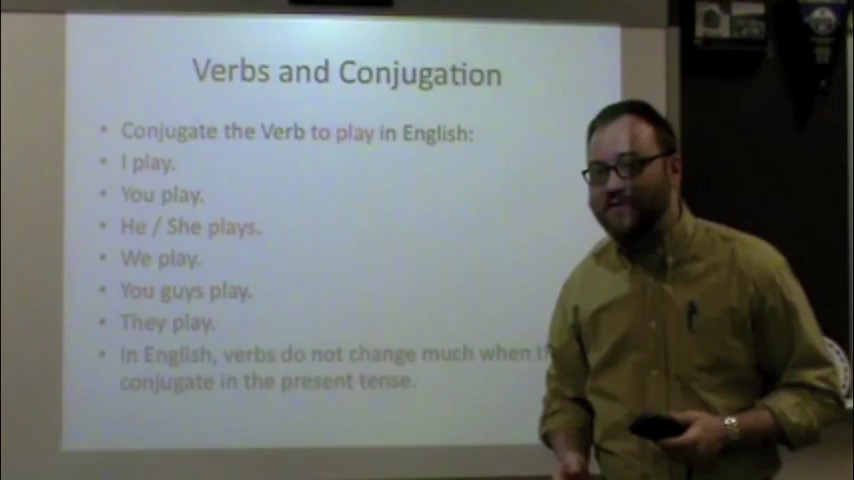 Verbs and Conjugation
• Conjugate the Verb to play in English:
• I play.
• You play.
• He / She plays.
• We play.
• You guys play.
• They play.
• In English, verbs do not change much when
conjugate in the present tense.